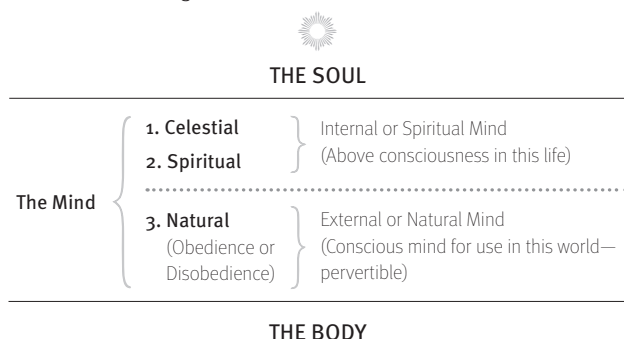 THE SOUL
The Mind
1. Celestial
2. Spiritual
Internal or Spiritual Mind
(Above consciousness in this life)
3. Natural
(Obedience or
Disobedience)
External or Natural Mind
(Conscious mind for use in this world—
pervertible)
THE BODY